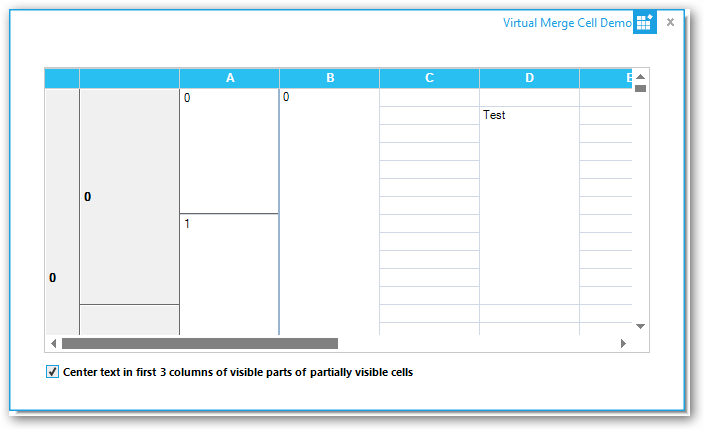 Virtual Merge Cell Demo
A B C D E
0 0
Test
0
1
0
Center text in first 3 columns of visible parts of partially visible cells